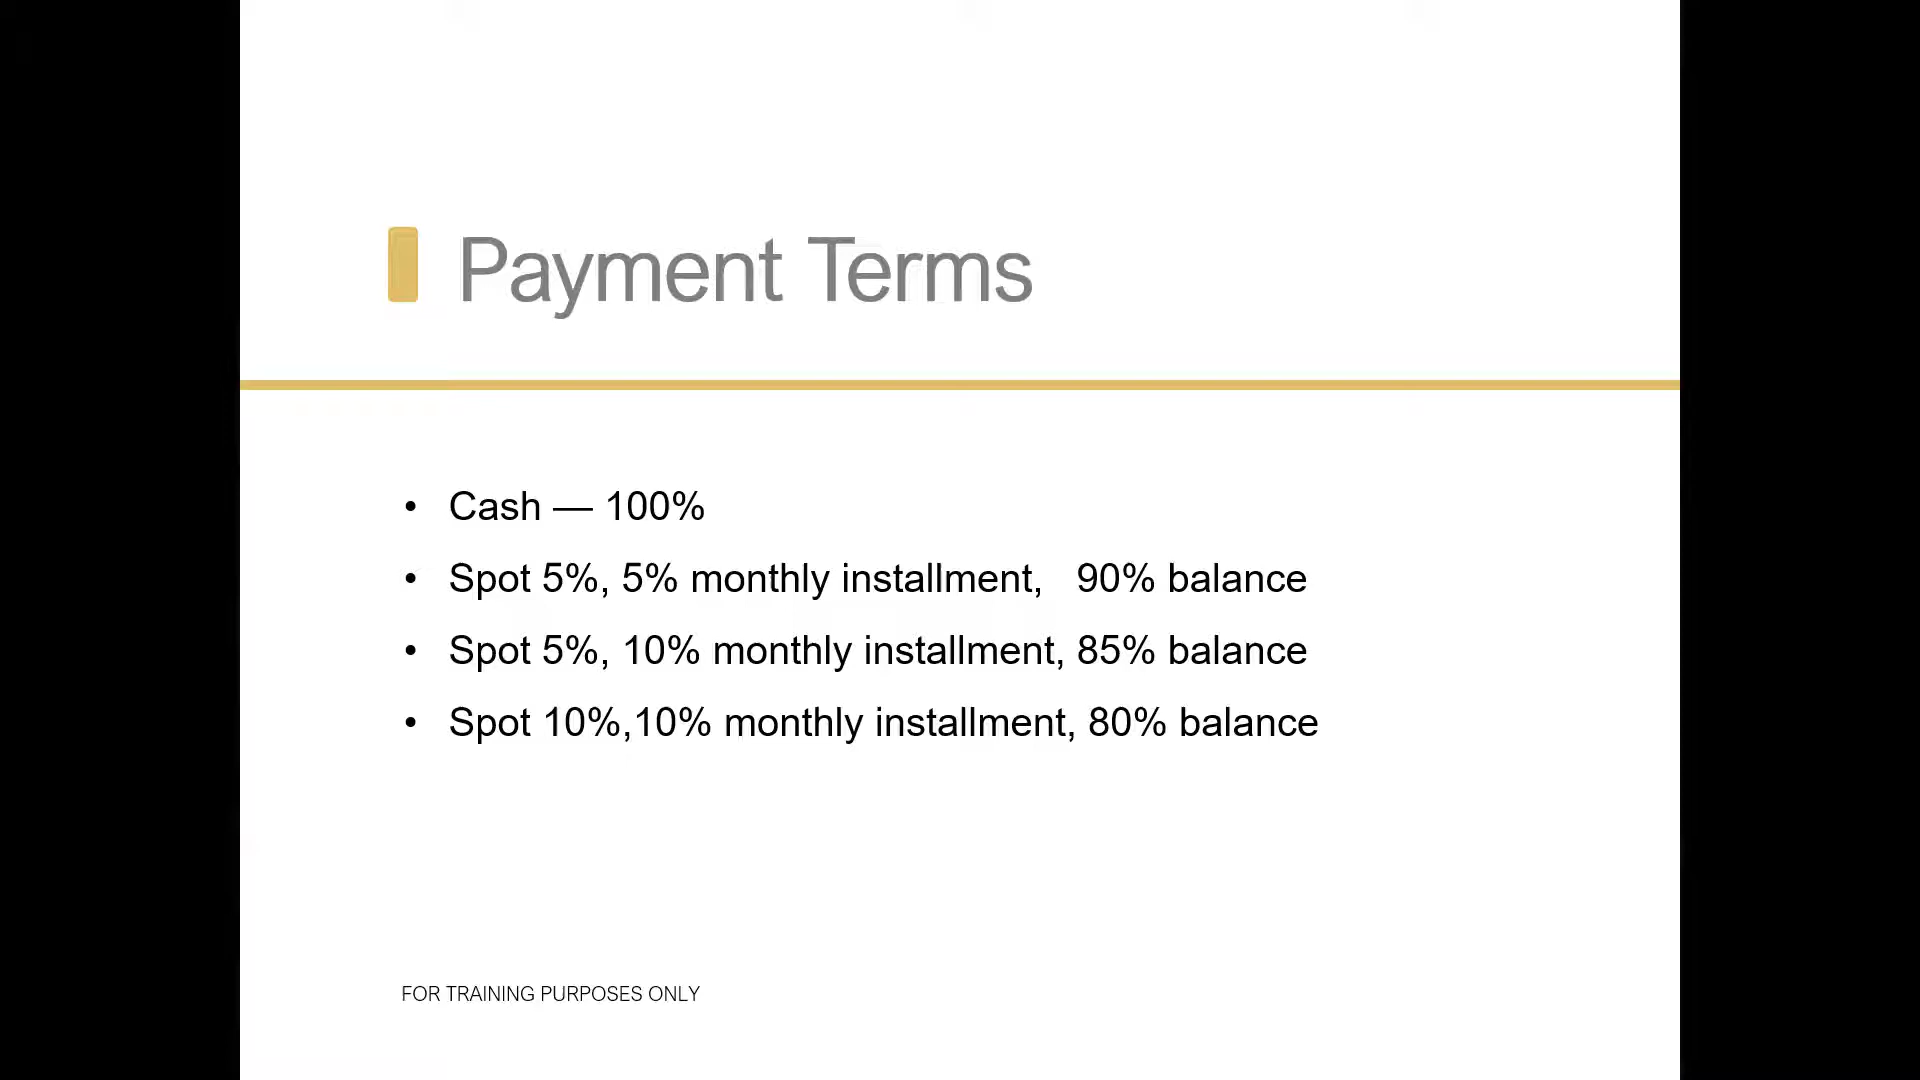 Payment Terms
• Cash — 100%
• Spot 5%, 5% monthly installment,   90% balance
• Spot 5%, 10% monthly installment, 85% balance
• Spot 10%,10% monthly installment, 80% balance
FOR TRAINING PURPOSES ONLY